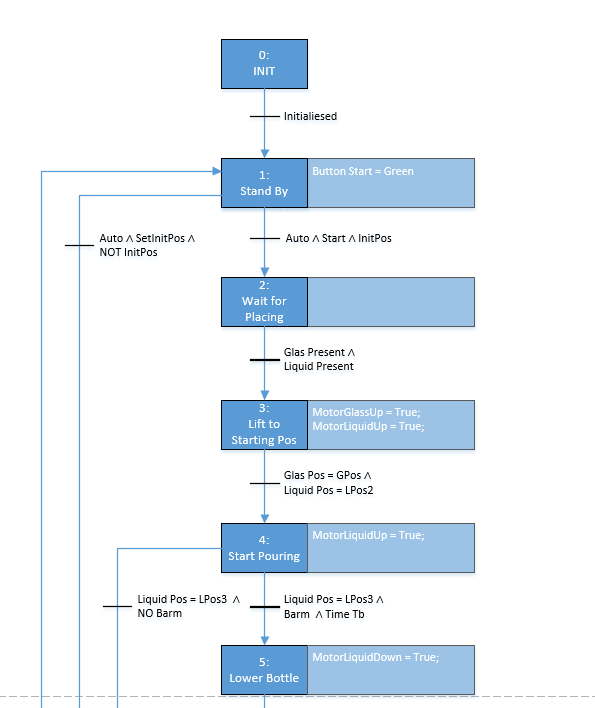 0:
INIT
Initialiesed
1:
Stand By
Button Start = Green
Auto ∧ SetInitPos ∧
NOT InitPos
Auto ∧ Start ∧ InitPos
2:
Wait for
Placing
Glas Present ∧
Liquid Present
3:
Lift to
Starting Pos
MotorGlassUp = True;
MotorLiquidUp = True;
Glas Pos = GPos ∧
Liquid Pos = LPos2
4:
Start Pouring
MotorLiquidUp = True;
Liquid Pos = LPos3 ∧
NO Barm
Liquid Pos = LPos3 ∧
Barm ∧ Time Tb
5:
Lower Bottle
MotorLiquidDown = True;